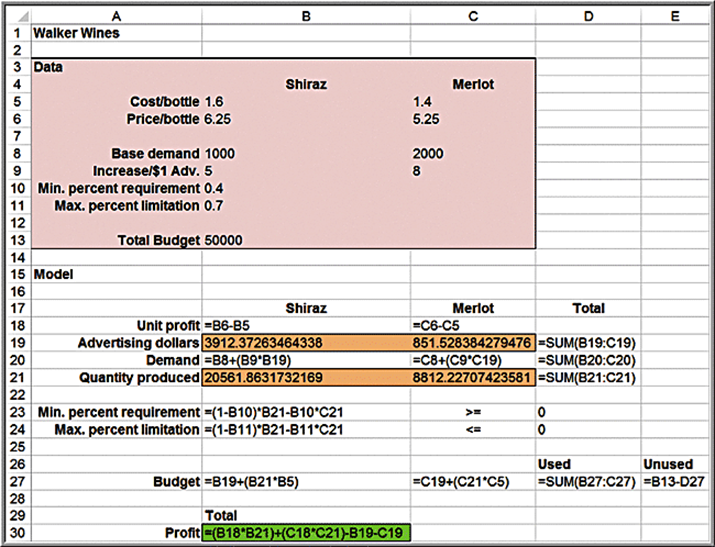 A B C D E
1 Walker Wines
2
3 Data
4 Shiraz Merlot
5 Cost/bottle 1.6 1.4
6 Price/bottle 6.25 5.25
7
8 Base demand 1000 2000
9 Increase/$1 Adv. 5 8
10 Min. percent requirement 0.4
11 Max. percent limitation 0.7
12
13 Total Budget 50000
14
15 Model
16
17 Shiraz Merlot Total
18 Unit profit =B6-B5 =C6-C5
19 Advertising dollars 3912.37263464338 851.528384279476 =SUM(B19:C19)
20 Demand =B8+(B9*B19) =C8+(C9*C19) =SUM(B20:C20)
21 Quantity produced 20561.8631732169 8812.22707423581 =SUM(B21:C21)
22
23 Min. percent requirement =(1-B10)*B21-B10*C21 >= 0
24 Max. percent limitation =(1-B11)*B21-B11*C21 <= 0
25
26 Used Unused
27 Budget =B19+(B21*B5) =C19+(C21*C5) =SUM(B27:C27) =B13-D27
28
29 Total
30 Profit =(B18*B21)+(C18*C21)-B19-C19